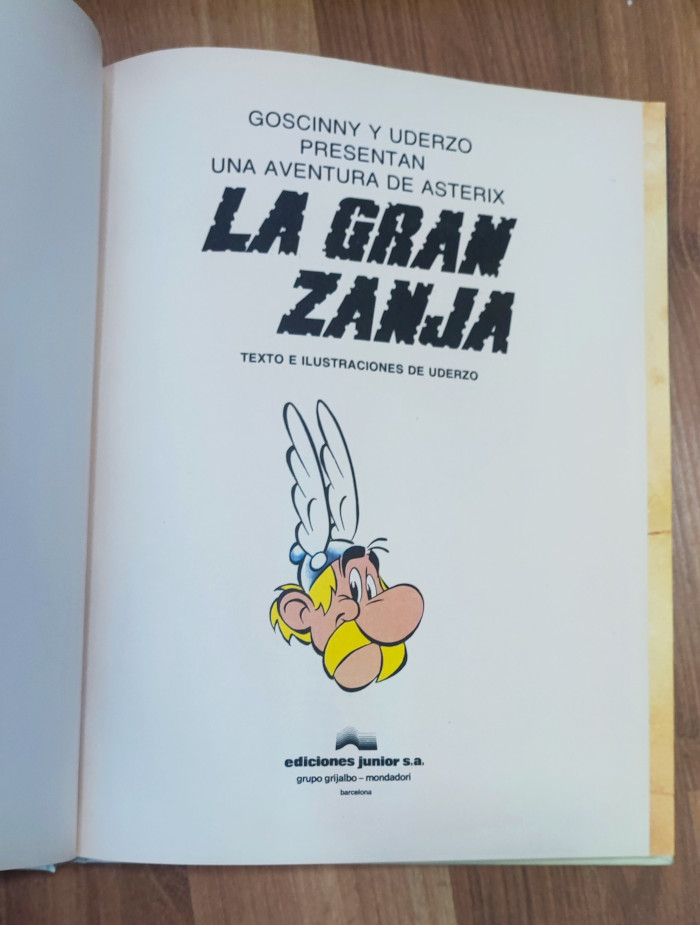 GOSCINNY Y UDERZO
PRESENTAN
UNA AVENTURA DE ASTERIX
LA GRAN
ZANJA
TEXTO E ILUSTRACIONES DE UDERZO
ediciones junior s.a.
grupo grijalbo – mondadori
barcelona